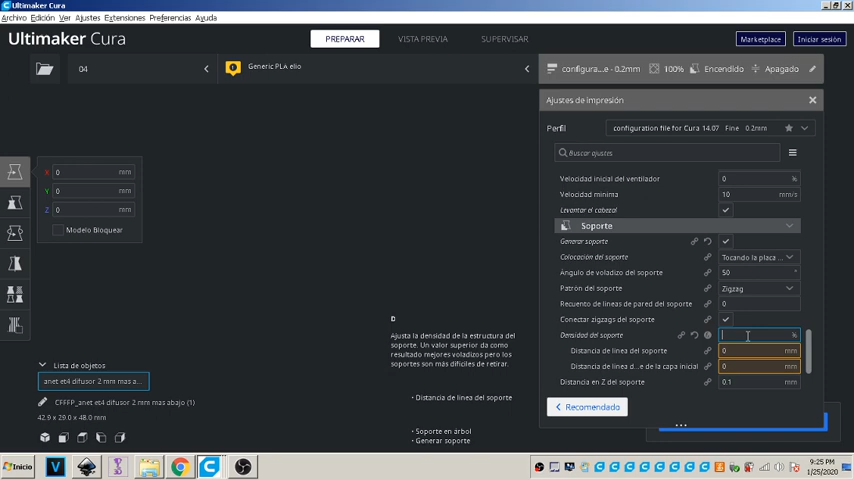 Ultimaker Cura
Archivo Edición Ver Ajustes Extensiones Preferencias Ayuda
Ultimaker Cura
PREPARAR
VISTA PREVIA
SUPERVISAR
Marketplace
Iniciar sesión
04
Generic PLA elio
configura...e - 0.2mm
100%
Encendido
Apagado
Ajustes de impresión
Perfil
configuration file for Cura 14.07 Fine 0.2mm
Buscar ajustes
X 0 mm
Y 0 mm
Z 0 mm
Modelo Bloquear
Velocidad inicial del ventilador 0 %
Velocidad mínima 10 mm/s
Levantar el cabezal
Soporte
Generar soporte
Colocación del soporte Tocando la placa ...
Ángulo de voladizo del soporte 50 °
Patrón del soporte Zigzag
Recuento de líneas de pared del soporte 0
Conectar zigzags del soporte
Densidad del soporte %
Distancia de línea del soporte 0 mm
Distancia de línea d...e de la capa inicial 0 mm
Distancia en Z del soporte 0.1 mm
Recomendado
Ajusta la densidad de la estructura del
soporte. Un valor superior da como
resultado mejores voladizos pero los
soportes son más difíciles de retirar.
• Distancia de línea del soporte
• Soporte en árbol
• Generar soporte
Lista de objetos
anet et4 difusor 2 mm mas a...
CFFFP_anet et4 difusor 2 mm mas abajo (1)
42.9 x 29.0 x 48.0 mm
Inicio
9:25 PM
1/25/2020